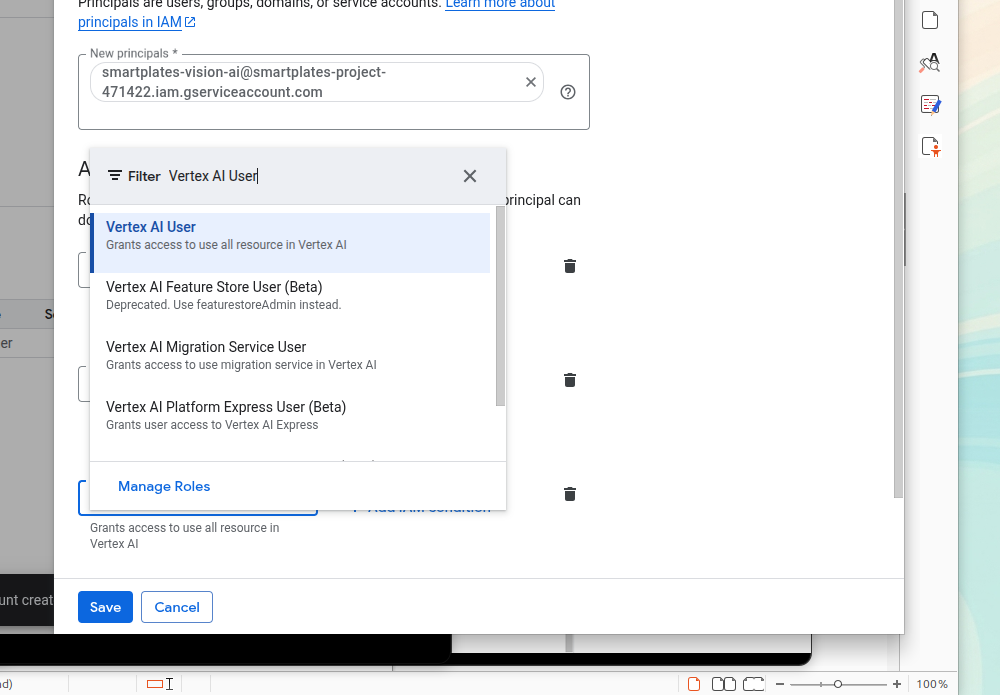 Principals are users, groups, domains, or service accounts. Learn more about
principals in IAM
New principals *
smartplates-vision-ai@smartplates-project-
471422.iam.gserviceaccount.com
A
Filter Vertex AI User
Ro
principal can
do
Vertex AI User
Grants access to use all resource in Vertex AI
Vertex AI Feature Store User (Beta)
Deprecated. Use featurestoreAdmin instead.
Vertex AI Migration Service User
Grants access to use migration service in Vertex AI
Vertex AI Platform Express User (Beta)
Grants user access to Vertex AI Express
Manage Roles
+ Add IAM condition
Grants access to use all resource in
Vertex AI
Save
Cancel
er
unt creat
100%